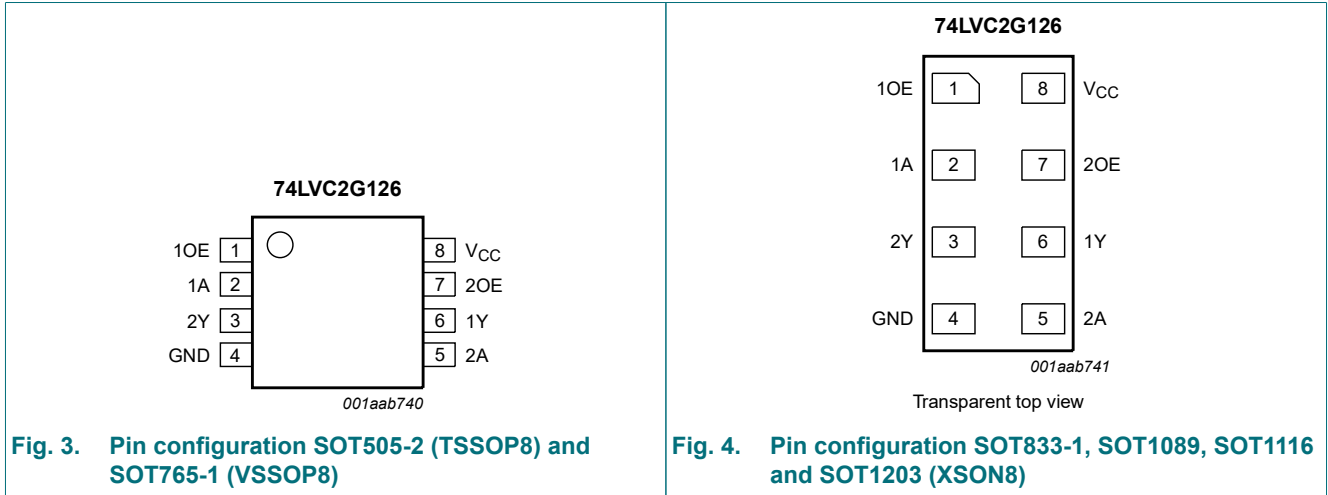 74LVC2G126
1OE 1 8 VCC
1A 2 7 2OE
2Y 3 6 1Y
GND 4 5 2A
001aab740
Fig. 3. Pin configuration SOT505-2 (TSSOP8) and
SOT765-1 (VSSOP8)
74LVC2G126
1OE 1 8 VCC
1A 2 7 2OE
2Y 3 6 1Y
GND 4 5 2A
001aab741
Transparent top view
Fig. 4. Pin configuration SOT833-1, SOT1089, SOT1116
and SOT1203 (XSON8)